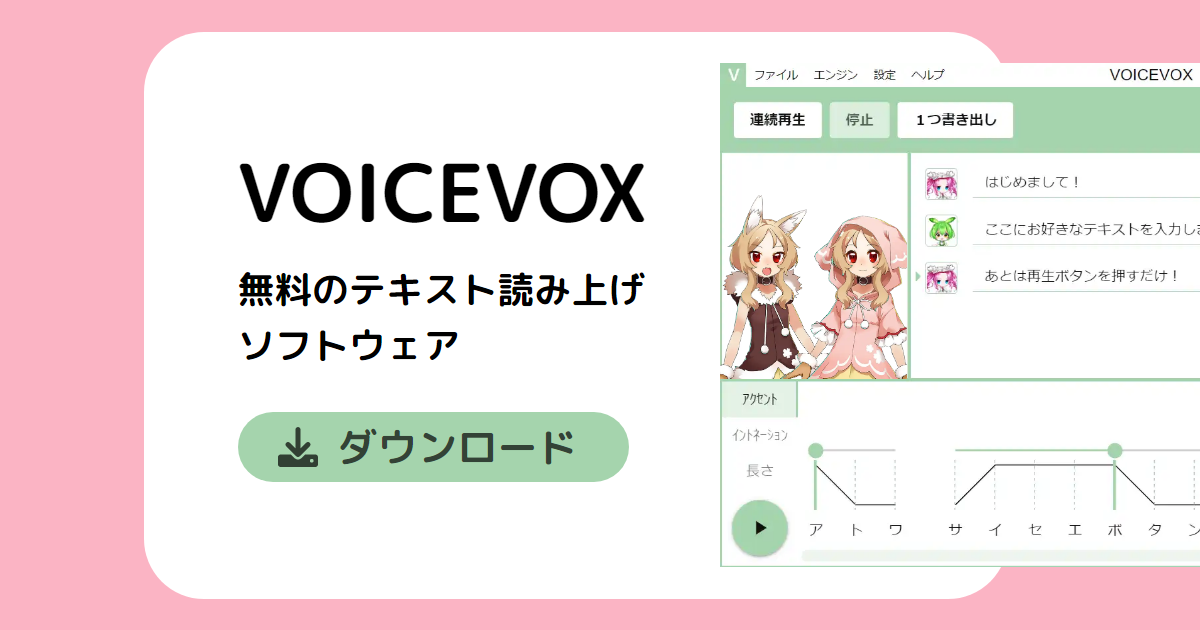 VOICEVOX
無料のテキスト読み上げ
ソフトウェア
ダウンロード
V ファイル エンジン 設定 ヘルプ VOICEVOX
連続再生 停止 1つ書き出し
はじめまして!
ここにお好きなテキストを入力し
あとは再生ボタンを押すだけ!
アクセント
イントネーション
長さ
ア ト ワ サ イ セ エ ボ タ ン